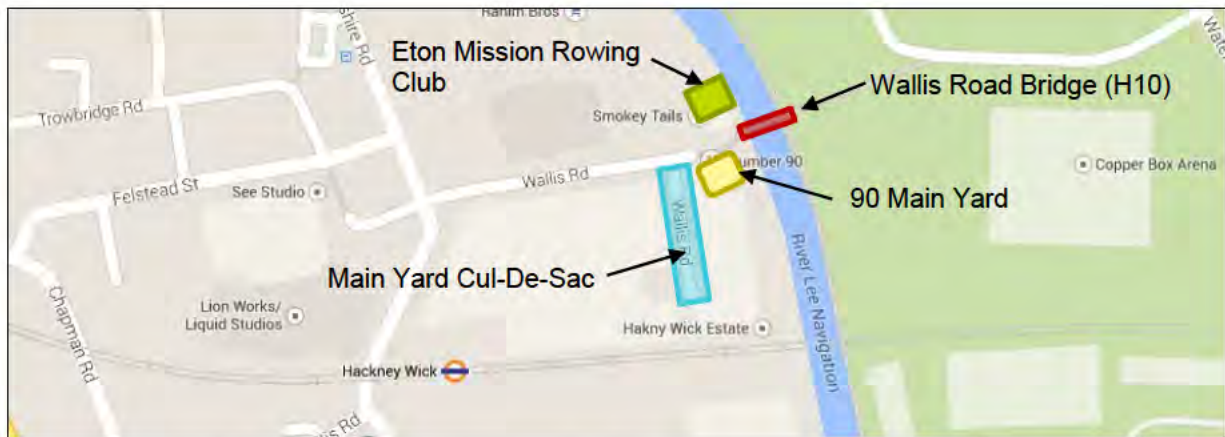 Ranim Bros
shire Rd
Eton Mission Rowing
Club
Wallis Road Bridge (H10)
Trowbridge Rd
Smokey Tails
umber 90
Copper Box Arena
Wallis Rd
Felstead St
See Studio
90 Main Yard
Wallis Rd
Main Yard Cul-De-Sac
River Lee Navigation
Lion Works/
Liquid Studios
Hakny Wick Estate
Chapman Rd
Hackney Wick
lis Rd